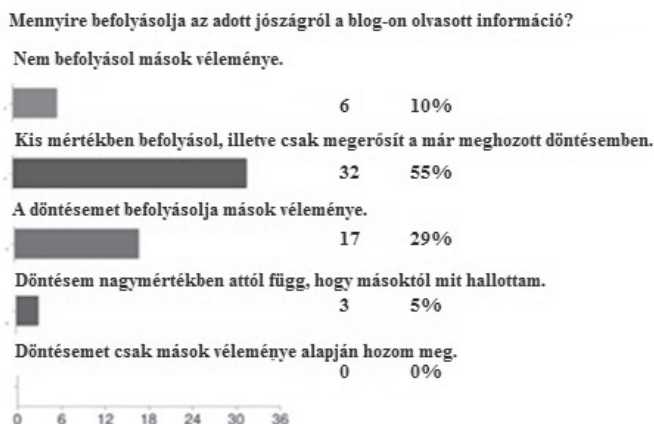 Mennyire befolyásolja az adott jószágról a blog-on olvasott információ?
Nem befolyásol mások véleménye.
6 10%
Kis mértékben befolyásol, illetve csak megerősít a már meghozott döntésemben.
32 55%
A döntésemet befolyásolja mások véleménye.
17 29%
Döntésem nagymértékben attól függ, hogy másoktól mit hallottam.
3 5%
Döntésemet csak mások véleménye alapján hozom meg.
0 0%
0 6 12 18 24 30 36